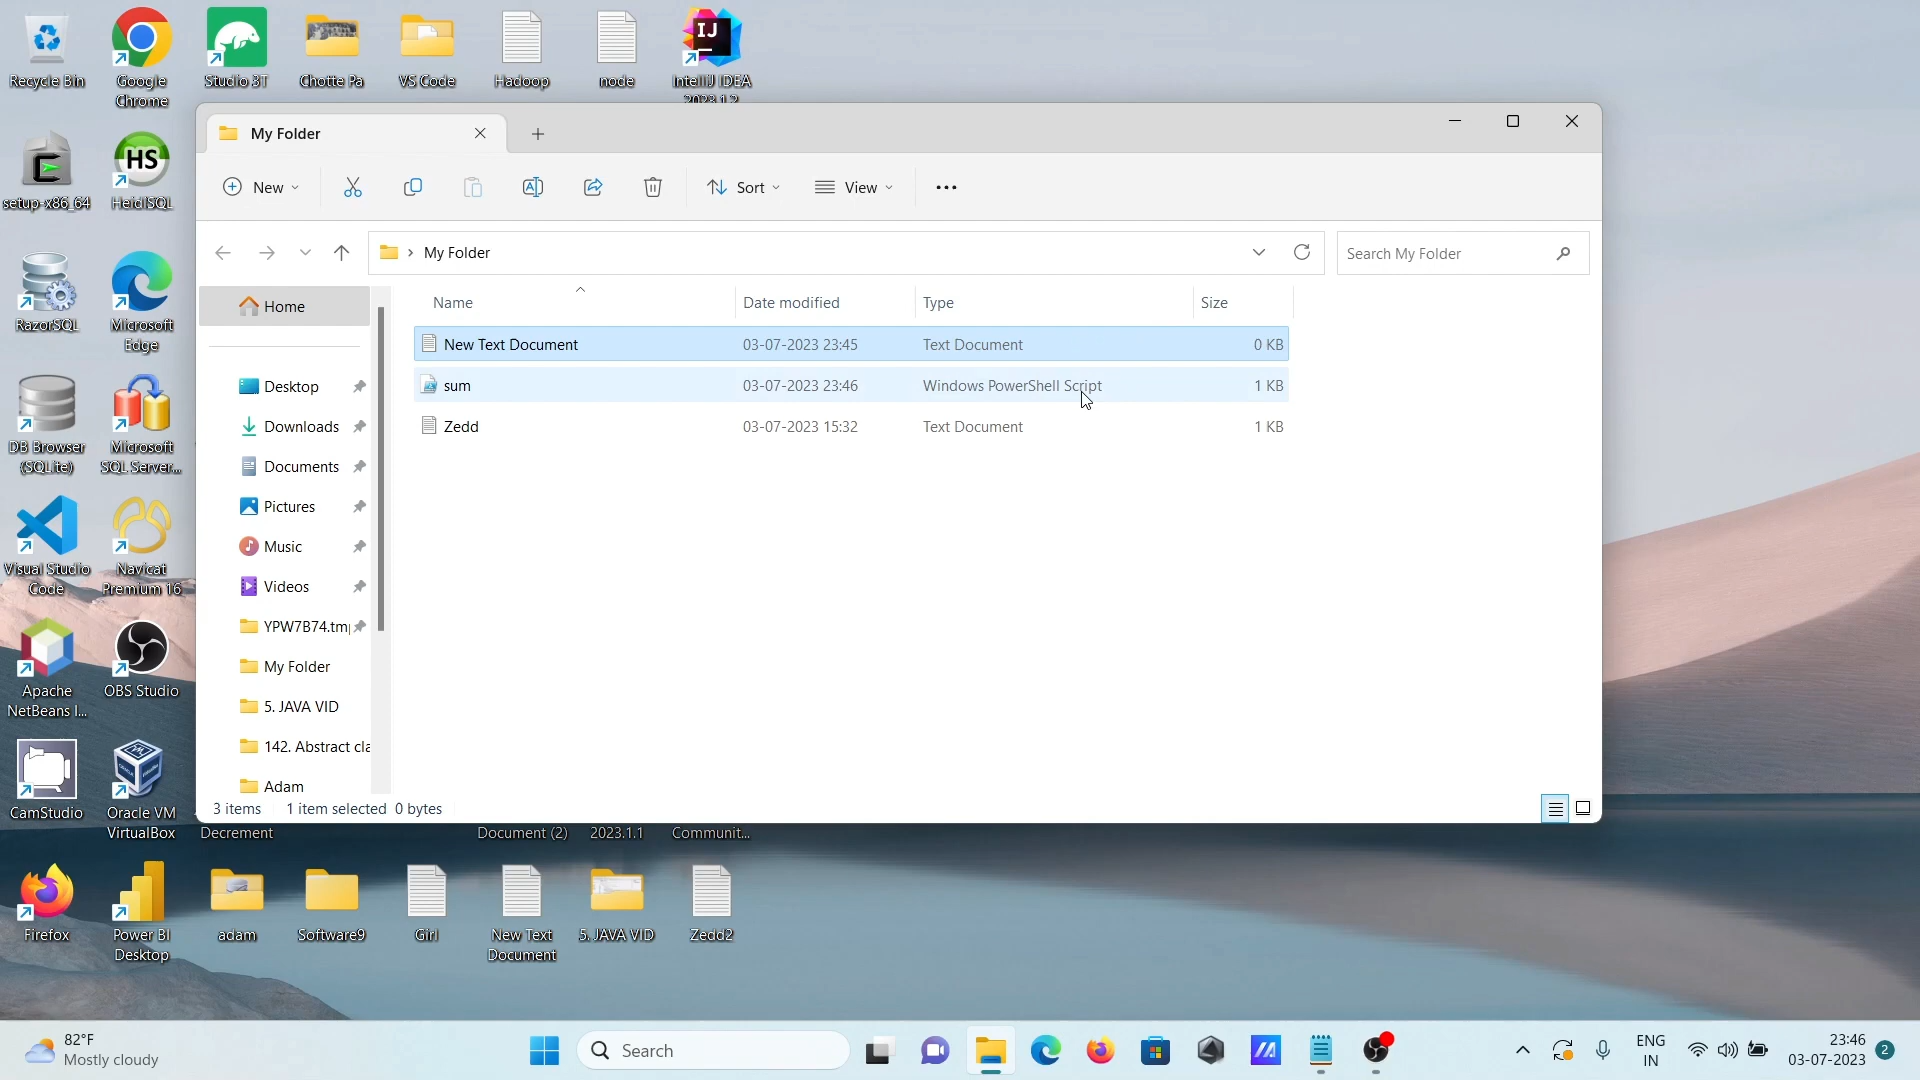 Recycle Bin
Google
Chrome
Studio 3T
Chotte Pa
VS Code
Hadoop
node
IJ
IntelliJ IDEA
2023.1.2
My Folder
New
Sort
View
setup-x86_64
HS
HeidiSQL
My Folder
Search My Folder
Name
Date modified
Type
Size
Home
RazorSQL
Microsoft
Edge
New Text Document
03-07-2023 23:45
Text Document
0 KB
sum
03-07-2023 23:46
Windows PowerShell Script
1 KB
Zedd
03-07-2023 15:32
Text Document
1 KB
Desktop
Downloads
Documents
Pictures
Music
Videos
YPW7B74.tm
My Folder
5. JAVA VID
142. Abstract cla
Adam
DB Browser
(SQLite)
Microsoft
SQL Server...
Visual Studio
Code
Navicat
Premium 16
Apache
NetBeans I...
OBS Studio
CamStudio
Oracle VM
VirtualBox
3 items
1 item selected 0 bytes
Decrement
Document (2)
2023.1.1
Communit...
Firefox
Power BI
Desktop
adam
Software9
Girl
New Text
Document
5. JAVA VID
Zedd2
82°F
Mostly cloudy
Search
ENG
IN
23:46
03-07-2023
2